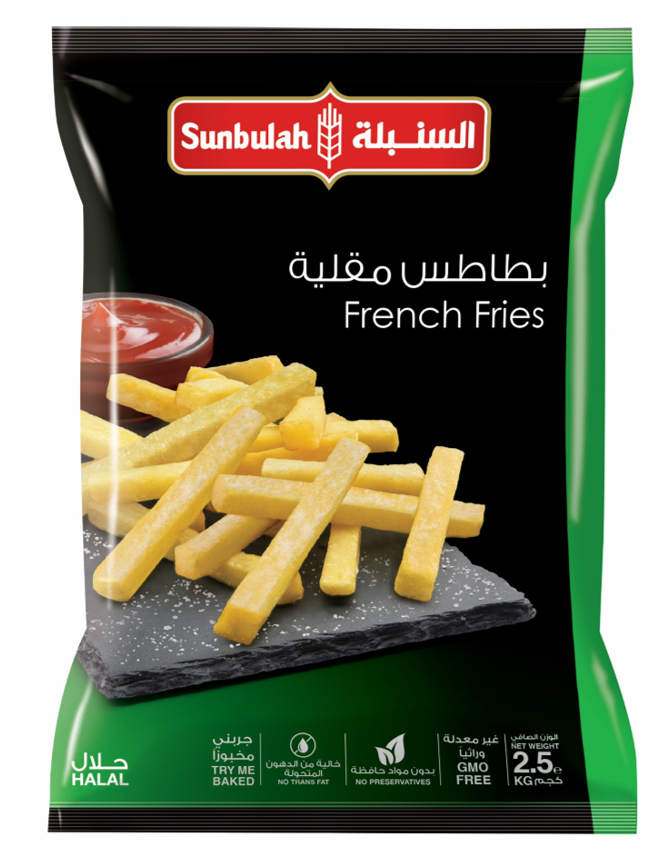 Sunbulah السنبلة
بطاطس مقلية
French Fries
حلال
HALAL
جربني
مخبوزاً
TRY ME
BAKED
خالية من الدهون
المتحولة
NO TRANS FAT
بدون مواد حافظة
NO PRESERVATIVES
غير معدلة
وراثياً
GMO
FREE
الوزن الصافي
NET WEIGHT
2.5 e
KG كجم